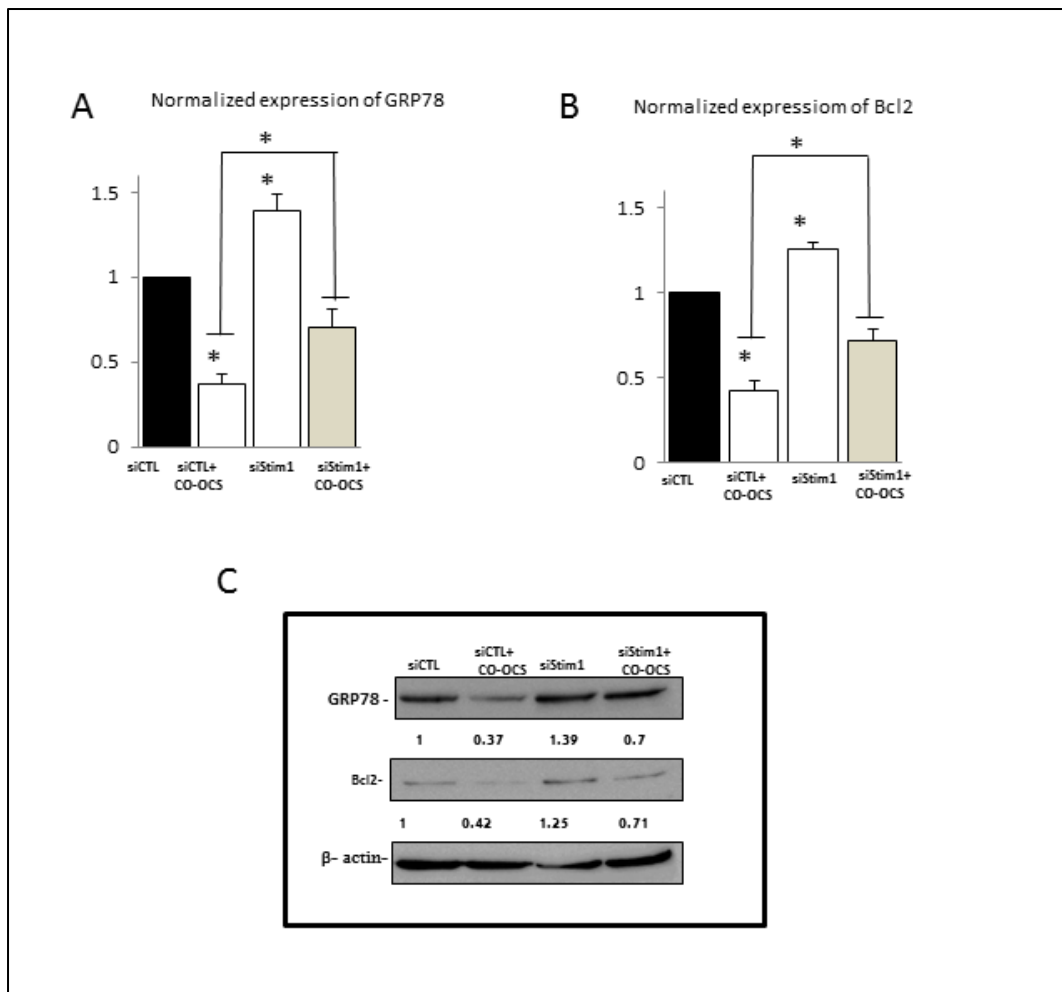 A
Normalized expression of GRP78
*
*
*
1.5
1
0.5
0
siCTL
siCTL+
CO-OCS
siStim1
siStim1+
CO-OCS
B
Normalized expressiom of Bcl2
*
*
*
1.5
1
0.5
0
siCTL
siCTL+
CO-OCS
siStim1
siStim1+
CO-OCS
C
siCTL
siCTL+
CO-OCS
siStim1
siStim1+
CO-OCS
GRP78 -
1 0.37 1.39 0.7
Bcl2-
1 0.42 1.25 0.71
β- actin-